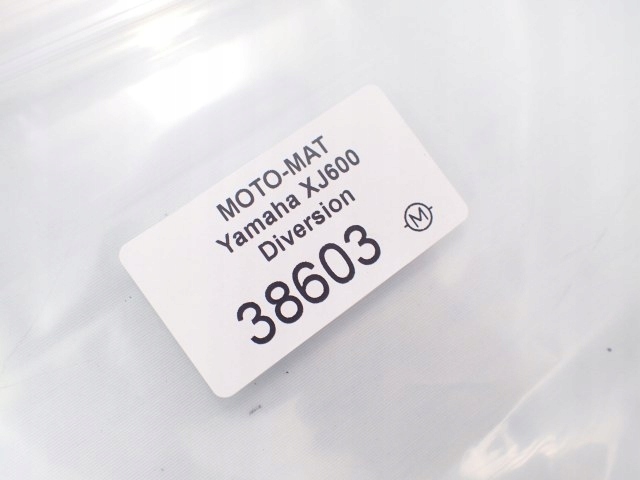 MOTO-MAT
Yamaha XJ600
Diversion
38603
M